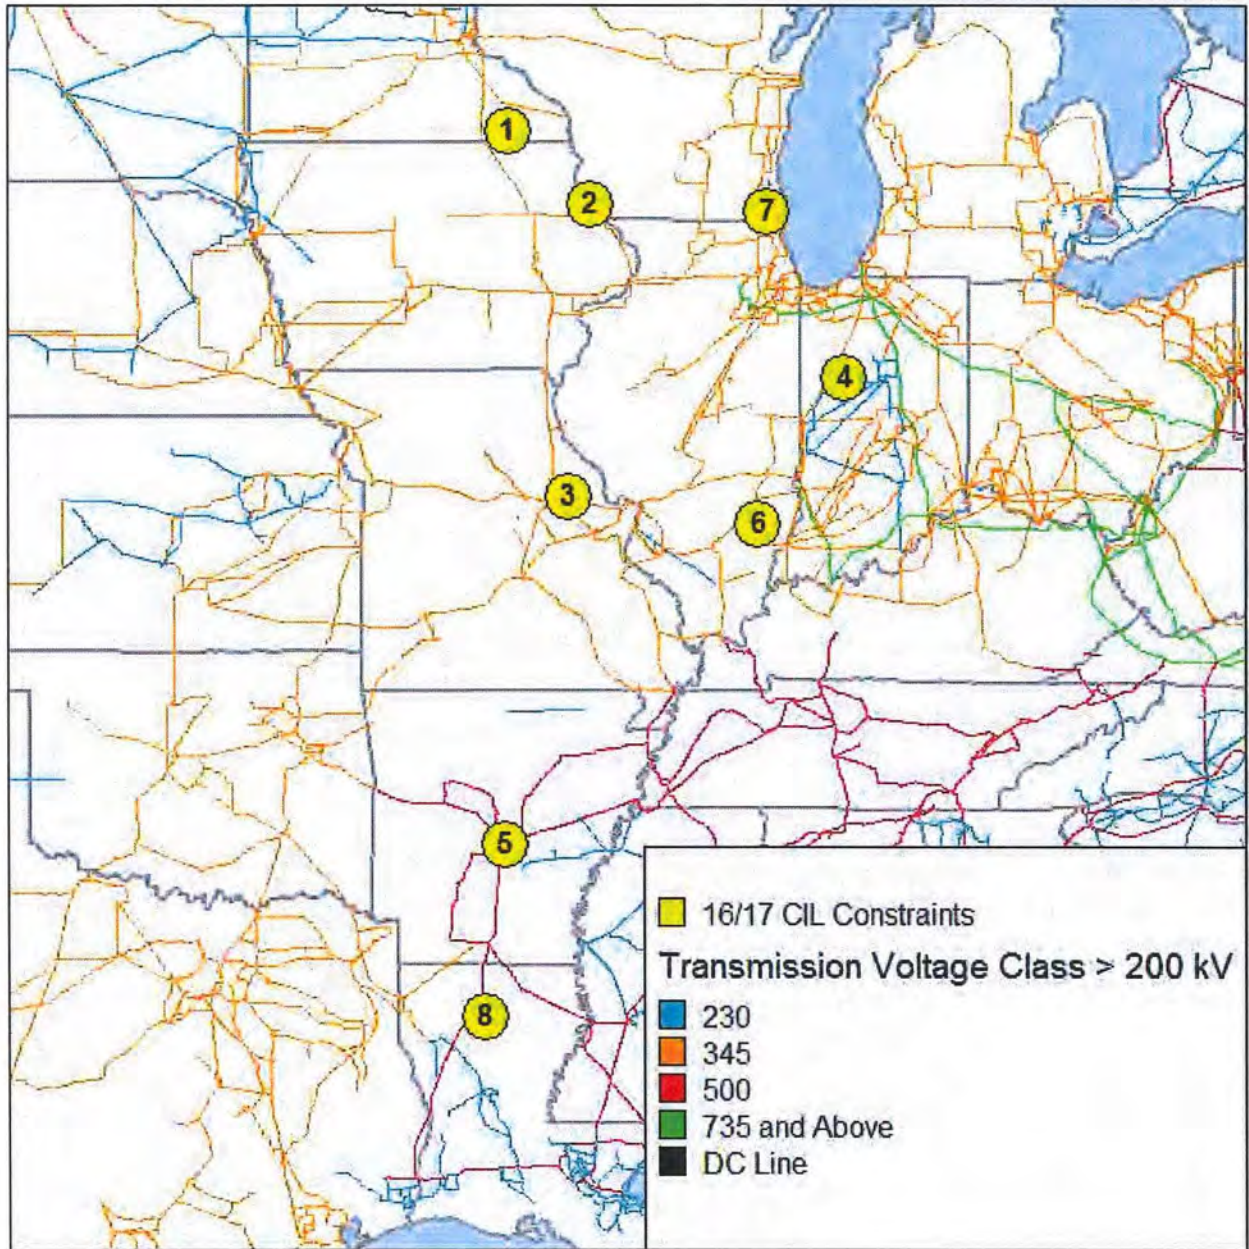 1
2
7
4
3
6
5
8
16/17 CIL Constraints
Transmission Voltage Class > 200 kV
230
345
500
735 and Above
DC Line